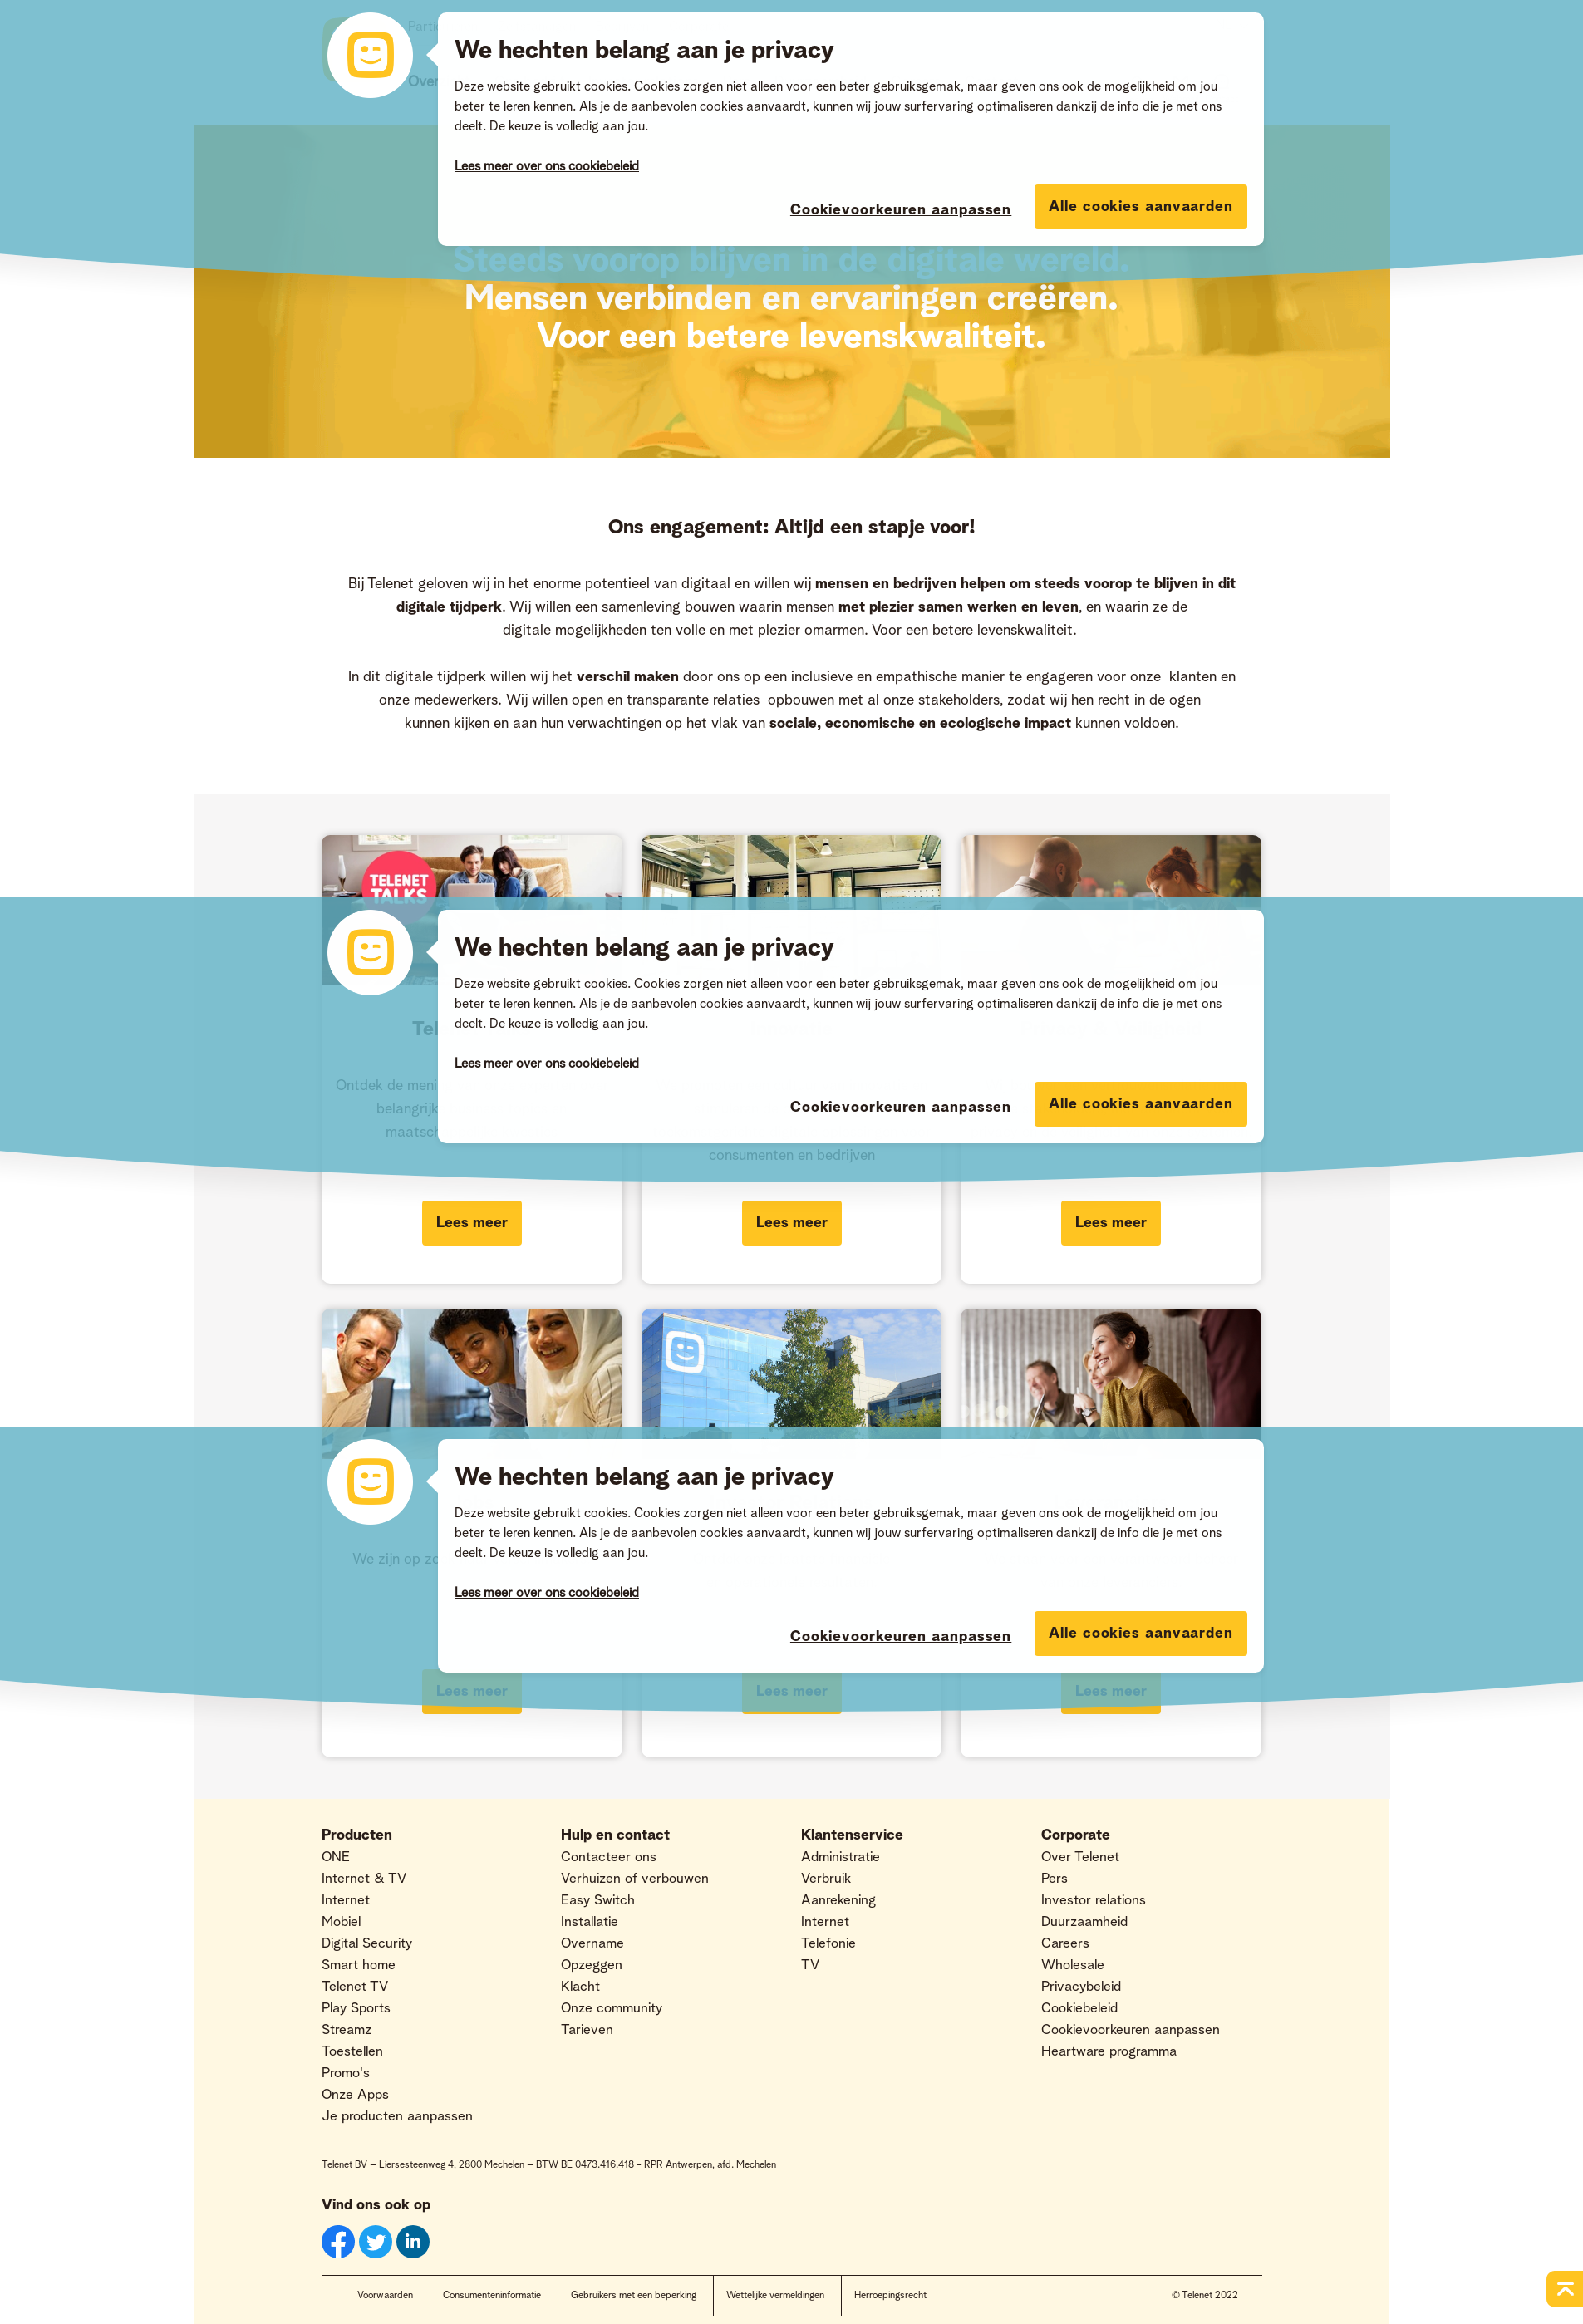 We hechten belang aan je privacy
Deze website gebruikt cookies. Cookies zorgen niet alleen voor een beter gebruiksgemak, maar geven ons ook de mogelijkheid om jou
beter te leren kennen. Als je de aanbevolen cookies aanvaardt, kunnen wij jouw surfervaring optimaliseren dankzij de info die je met ons
deelt. De keuze is volledig aan jou.
Lees meer over ons cookiebeleid
Cookievoorkeuren aanpassen
Alle cookies aanvaarden
Steeds voorop blijven in de digitale wereld.
Mensen verbinden en ervaringen creëren.
Voor een betere levenskwaliteit.
Ons engagement: Altijd een stapje voor!
Bij Telenet geloven wij in het enorme potentieel van digitaal en willen wij mensen en bedrijven helpen om steeds voorop te blijven in dit
digitale tijdperk. Wij willen een samenleving bouwen waarin mensen met plezier samen werken en leven, en waarin ze de
digitale mogelijkheden ten volle en met plezier omarmen. Voor een betere levenskwaliteit.
In dit digitale tijdperk willen wij het verschil maken door ons op een inclusieve en empathische manier te engageren voor onze klanten en
onze medewerkers. Wij willen open en transparante relaties opbouwen met al onze stakeholders, zodat wij hen recht in de ogen
kunnen kijken en aan hun verwachtingen op het vlak van sociale, economische en ecologische impact kunnen voldoen.
TELENET
TALKS
We hechten belang aan je privacy
Deze website gebruikt cookies. Cookies zorgen niet alleen voor een beter gebruiksgemak, maar geven ons ook de mogelijkheid om jou
beter te leren kennen. Als je de aanbevolen cookies aanvaardt, kunnen wij jouw surfervaring optimaliseren dankzij de info die je met ons
deelt. De keuze is volledig aan jou.
Lees meer over ons cookiebeleid
Cookievoorkeuren aanpassen
Alle cookies aanvaarden
Ontdek de
consumenten en bedrijven
Lees meer
Lees meer
Lees meer
We hechten belang aan je privacy
Deze website gebruikt cookies. Cookies zorgen niet alleen voor een beter gebruiksgemak, maar geven ons ook de mogelijkheid om jou
beter te leren kennen. Als je de aanbevolen cookies aanvaardt, kunnen wij jouw surfervaring optimaliseren dankzij de info die je met ons
deelt. De keuze is volledig aan jou.
Lees meer over ons cookiebeleid
Cookievoorkeuren aanpassen
Alle cookies aanvaarden
We zijn op
Lees meer
Lees meer
Lees meer
Producten
ONE
Internet & TV
Internet
Mobiel
Digital Security
Smart home
Telenet TV
Play Sports
Streamz
Toestellen
Promo's
Onze Apps
Je producten aanpassen
Hulp en contact
Contacteer ons
Verhuizen of verbouwen
Easy Switch
Installatie
Overname
Opzeggen
Klacht
Onze community
Tarieven
Klantenservice
Administratie
Verbruik
Aanrekening
Internet
Telefonie
TV
Corporate
Over Telenet
Pers
Investor relations
Duurzaamheid
Careers
Wholesale
Privacybeleid
Cookiebeleid
Cookievoorkeuren aanpassen
Heartware programma
Telenet BV – Liersesteenweg 4, 2800 Mechelen – BTW BE 0473.416.418 - RPR Antwerpen, afd. Mechelen
Vind ons ook op
Voorwaarden
Consumenteninformatie
Gebruikers met een beperking
Wettelijke vermeldingen
Herroepingsrecht
© Telenet 2022